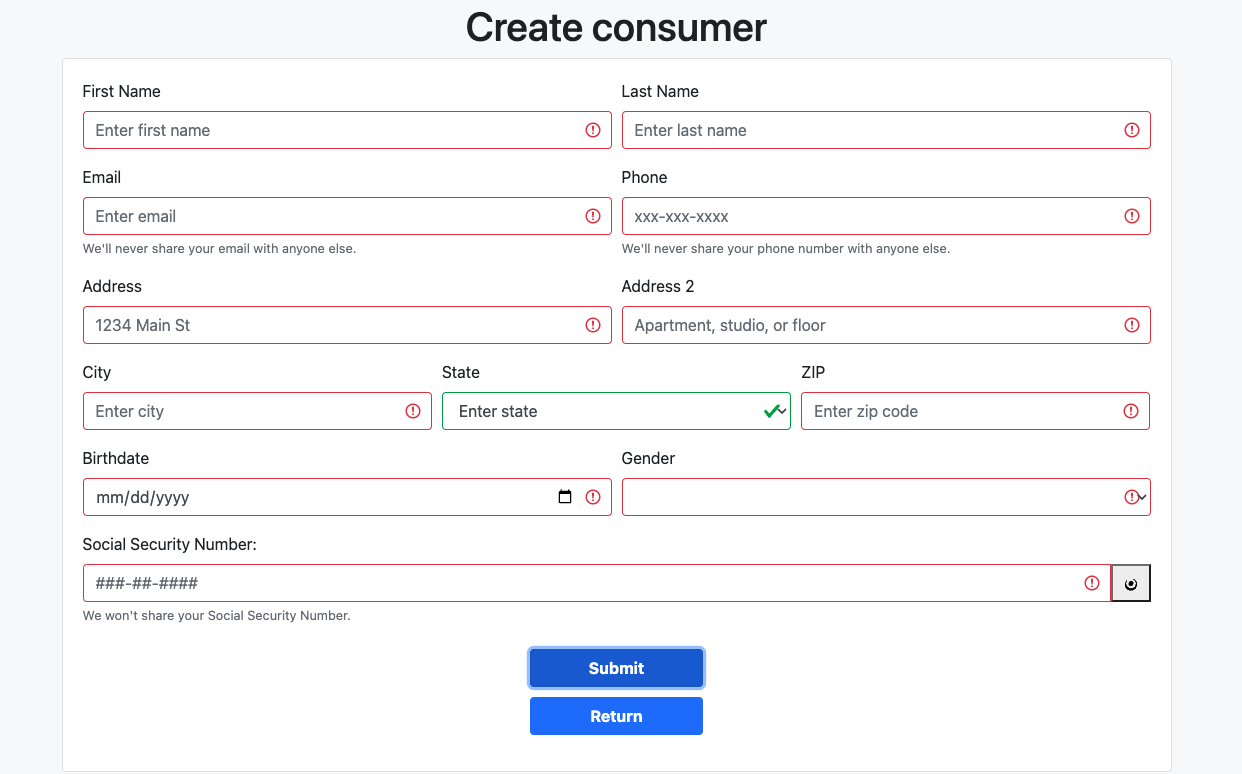 Create consumer
First Name
Last Name
Enter first name
Enter last name
Email
Phone
Enter email
xxx-xxx-xxxx
We'll never share your email with anyone else.
We'll never share your phone number with anyone else.
Address
Address 2
1234 Main St
Apartment, studio, or floor
City
State
ZIP
Enter city
Enter state
Enter zip code
Birthdate
Gender
mm/dd/yyyy
Social Security Number:
###-##-####
We won't share your Social Security Number.
Submit
Return